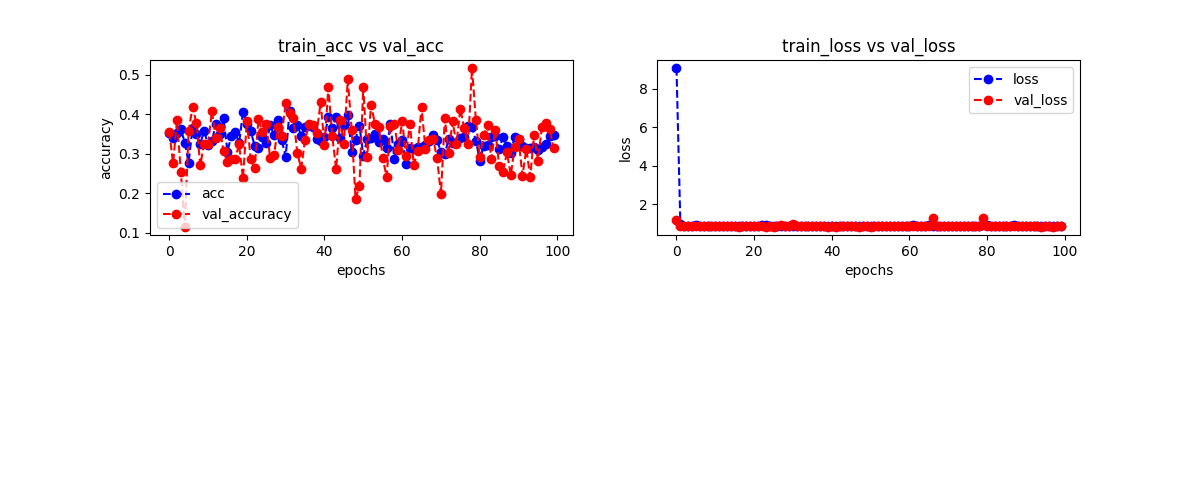 train_acc vs val_acc
accuracy
0.5
0.4
0.3
0.2
0.1
acc
val_accuracy
0 20 40 60 80 100
epochs
train_loss vs val_loss
loss
8
6
4
2
loss
val_loss
0 20 40 60 80 100
epochs